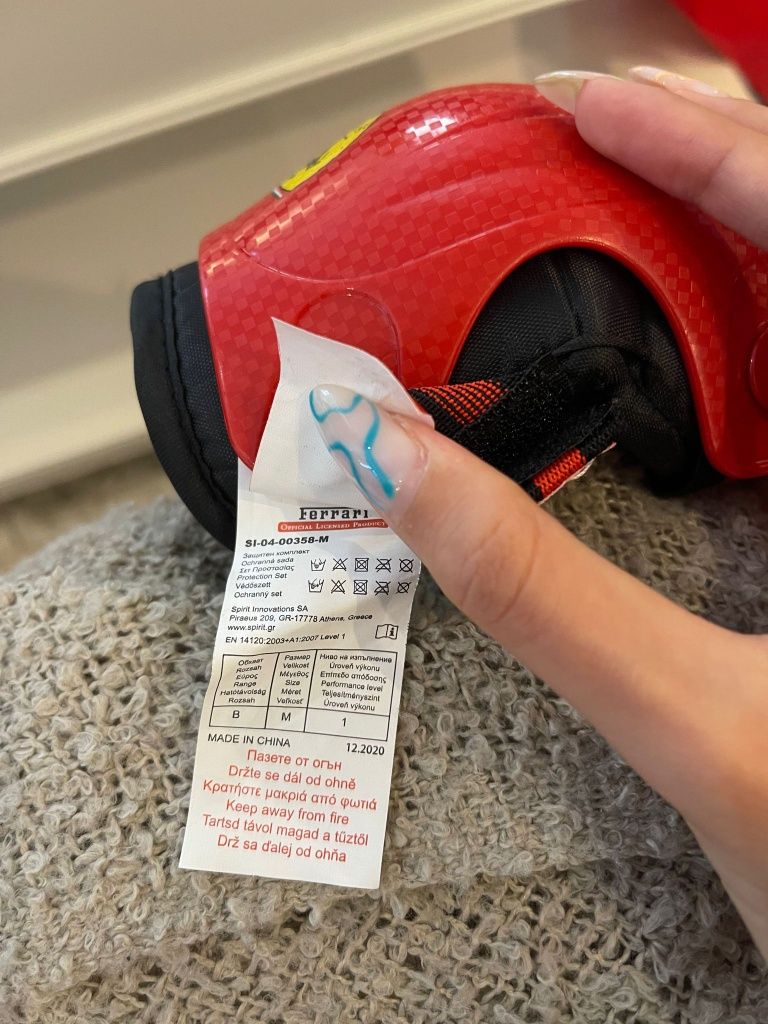 Ferrari
OFFICIAL LICENSED PRODUCT
SI-04-00358-M
Защитен комплект
Ochranná sada
Σετ Προστασίας
Protection Set
Védőszett
Ochranný set
Spirit Innovations SA
Piraeus 209, GR-17778 Athens, Greece
www.spirit.gr
EN 14120:2003+A1:2007 Level 1
Обхват
Rozsah
Εύρος
Range
Hatótávolság
Rozsah
Размер
Velikost
Μέγεθος
Size
Méret
Veľkosť
Ниво на изпълнение
Úroveň výkonu
Επίπεδο απόδοσης
Performance level
Teljesítményszint
Úroveň výkonu
B M 1
MADE IN CHINA 12.2020
Пазете от огън
Držte se dál od ohně
Κρατήστε μακριά από φωτιά
Keep away from fire
Tartsd távol magad a tűztől
Drž sa ďalej od ohňa